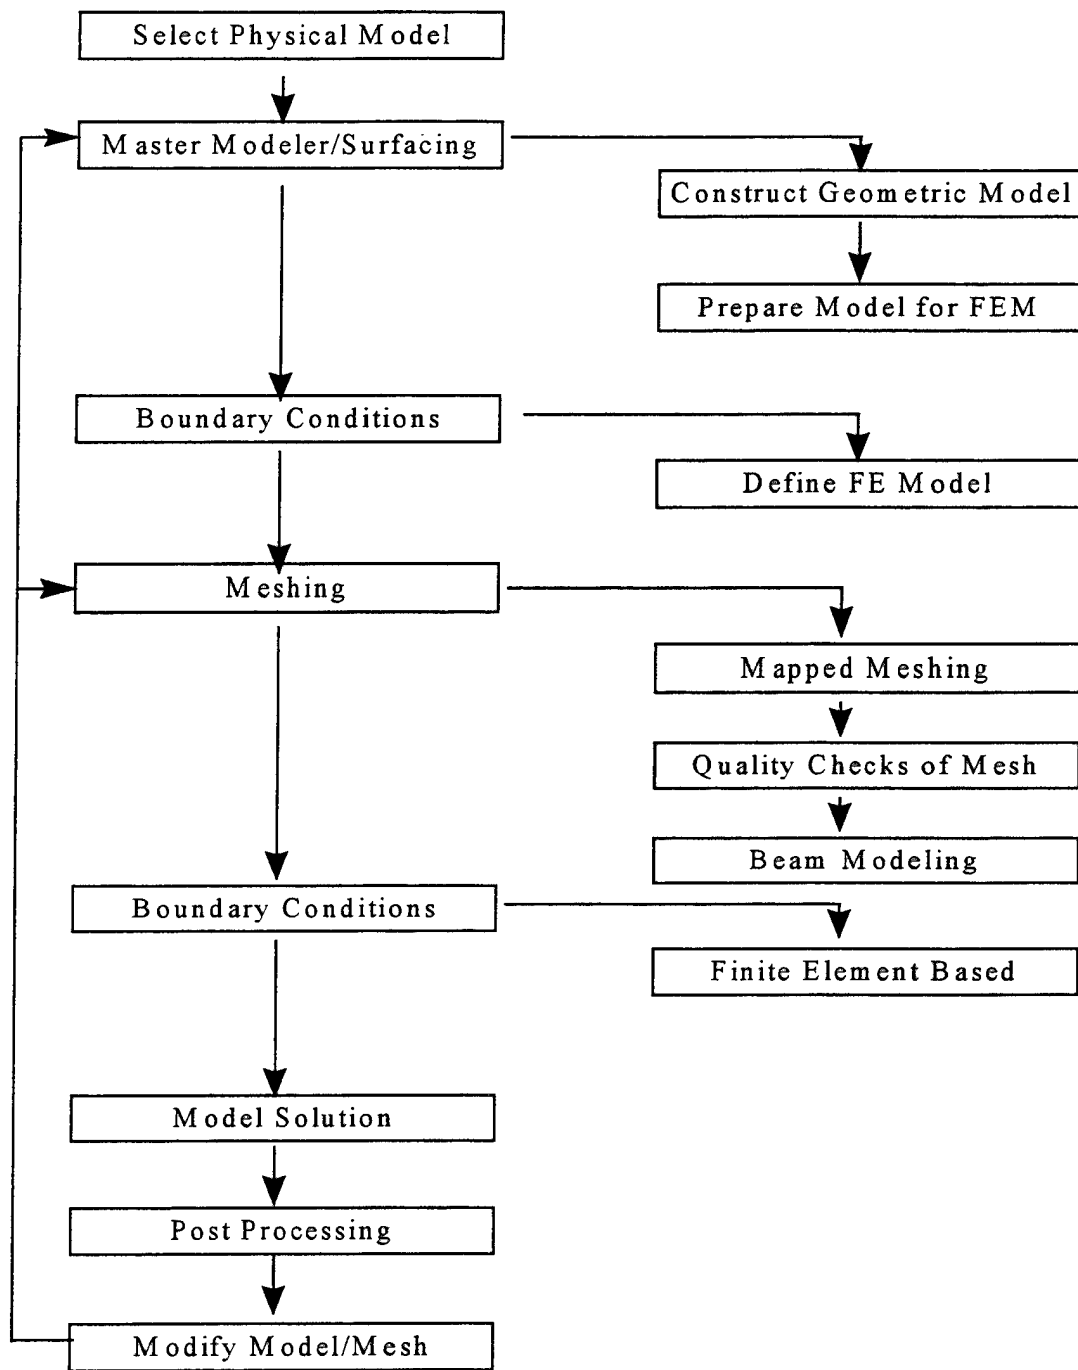 Select Physical Model
Master Modeler/Surfacing
Construct Geometric Model
Prepare Model for FEM
Boundary Conditions
Define FE Model
Meshing
Mapped Meshing
Quality Checks of Mesh
Beam Modeling
Boundary Conditions
Finite Element Based
Model Solution
Post Processing
Modify Model/Mesh